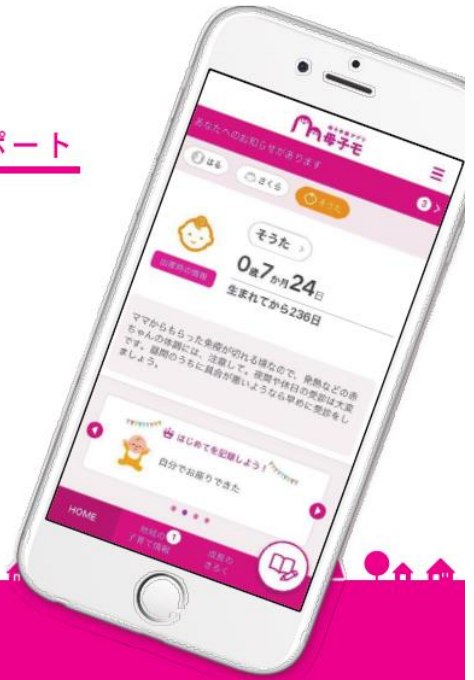 ポート
母子モ
あなたへのお知らせがあります
3
はる
さくら
そうた
そうた
0歳7か月24日
生まれてから236日
出産時の情報
ママからもらった免疫が切れる頃なので、発熱などの赤
ちゃんの体調には、注意して。夜間や休日の受診は大変
です。昼間のうちに具合が悪いようなら早めに受診をし
ましょう。
はじめてを記録しよう！
自分でお座りできた
HOME
地域の
子育て情報
1
成長の
きろく